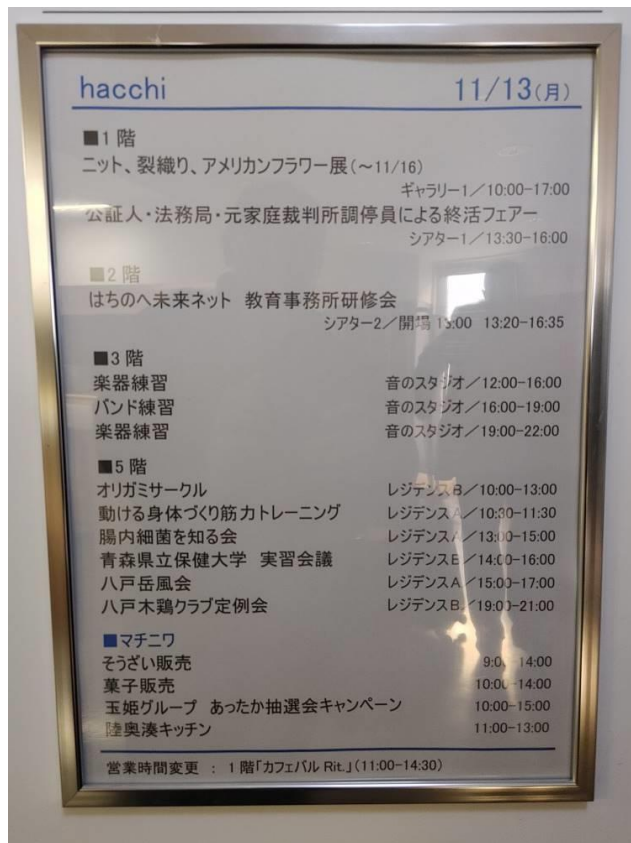 hacchi 11/13(月)
■1階
ニット、裂織り、アメリカンフラワー展(~11/16)
ギャラリー1/10:00-17:00
公証人・法務局・元家庭裁判所調停員による終活フェアー
シアター1/13:30-16:00
■2階
はちのへ未来ネット 教育事務所研修会
シアター2/開場 13:00 13:20-16:35
■3階
楽器練習 音のスタジオ/12:00-16:00
バンド練習 音のスタジオ/16:00-19:00
楽器練習 音のスタジオ/19:00-22:00
■5階
オリガミサークル レジデンスB/10:00-13:00
動ける身体づくり筋力トレーニング レジデンスA/10:30-11:30
腸内細菌を知る会 レジデンスA/13:00-15:00
青森県立保健大学 実習会議 レジデンスB/14:00-16:00
八戸岳風会 レジデンスA/15:00-17:00
八戸木鶏クラブ定例会 レジデンスB/19:00-21:00
■マチニワ
そうざい販売 9:00-14:00
菓子販売 10:00-14:00
玉姫グループ あったか抽選会キャンペーン 10:00-15:00
陸奥湊キッチン 11:00-13:00
営業時間変更 : 1階「カフェバル Rit.」(11:00-14:30)